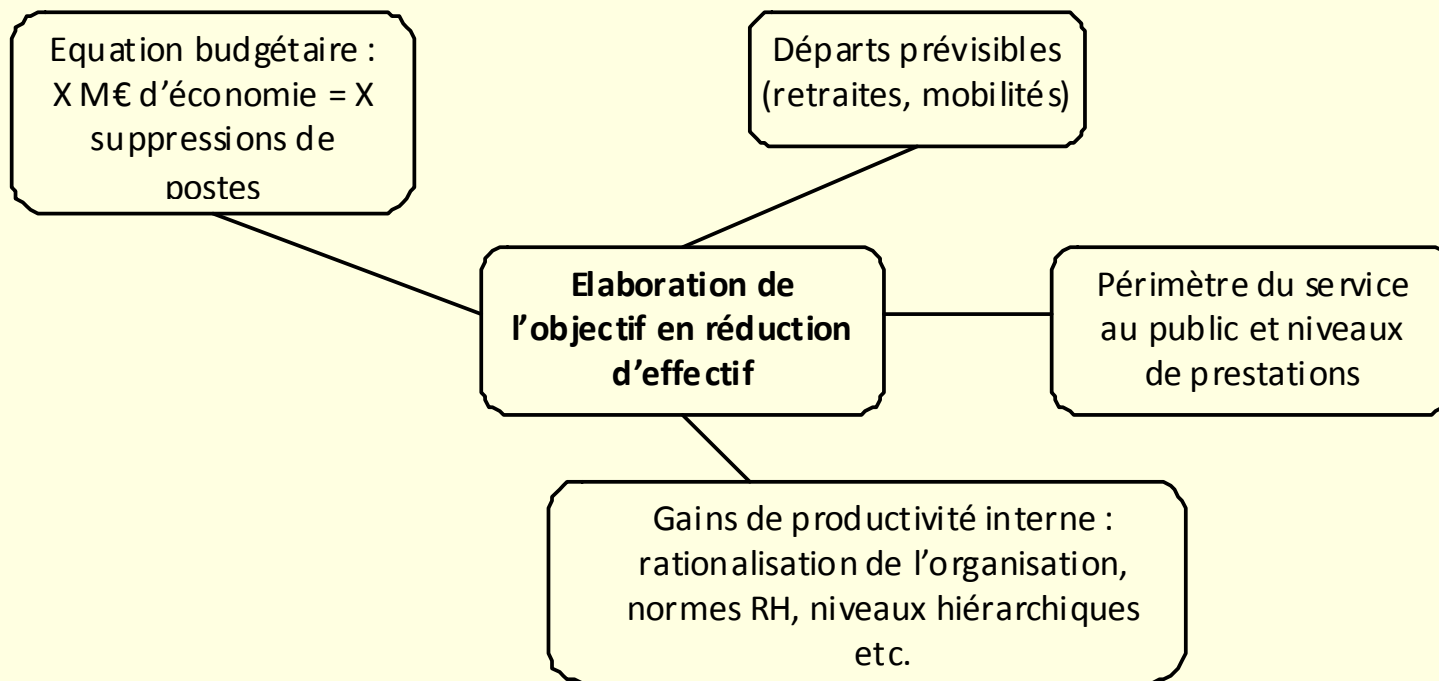 Equation budgétaire :
X M€ d’économie = X
suppressions de
postes
Départs prévisibles
(retraites, mobilités)
Elaboration de
l’objectif en réduction
d’effectif
Périmètre du service
au public et niveaux
de prestations
Gains de productivité interne :
rationalisation de l’organisation,
normes RH, niveaux hiérarchiques
etc.